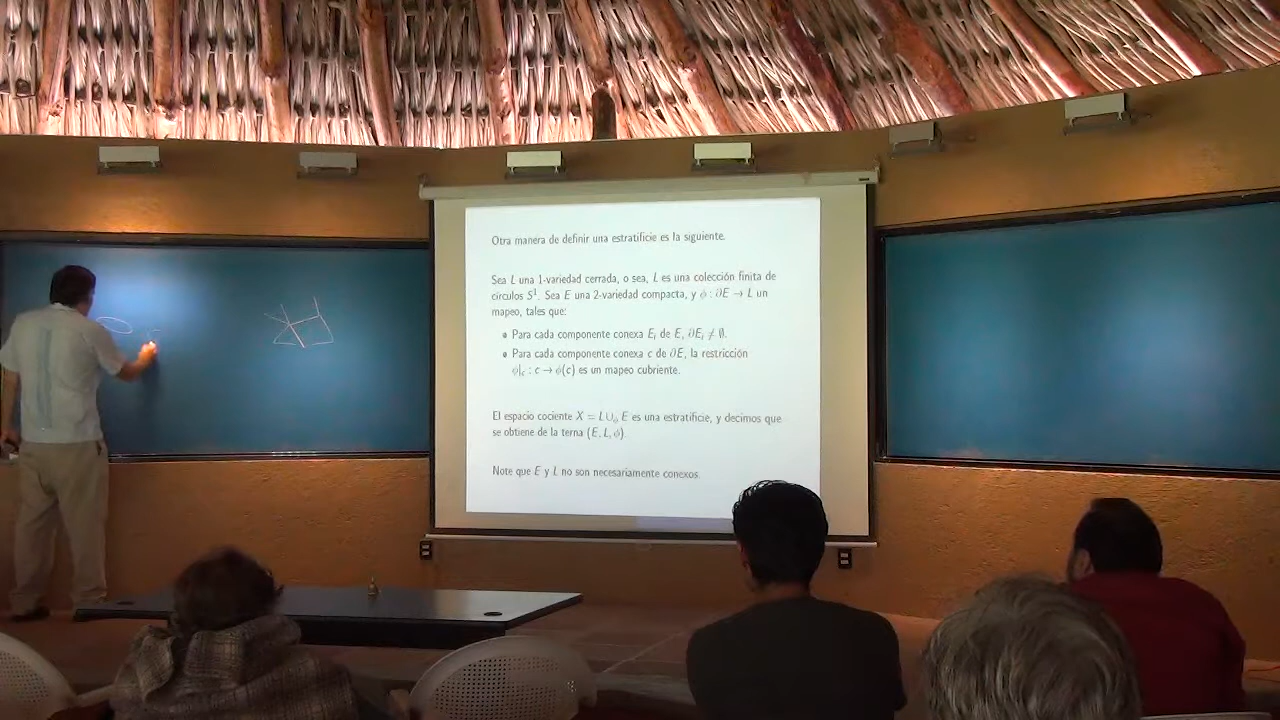 Otra manera de definir una estratificie es la siguiente.
Sea L una 1-variedad cerrada, o sea, L es una colección finita de
círculos S¹. Sea E una 2-variedad compacta, y ϕ : ∂E → L un
mapeo, tales que:
• Para cada componente conexa Eᵢ de E, ∂Eᵢ ≠ ∅.
• Para cada componente conexa c de ∂E, la restricción
ϕ|c : c → ϕ(c) es un mapeo cubriente.
El espacio cociente X = L ∪ϕ E es una estratificie, y decimos que
se obtiene de la terna (E, L, ϕ).
Note que E y L no son necesariamente conexos.